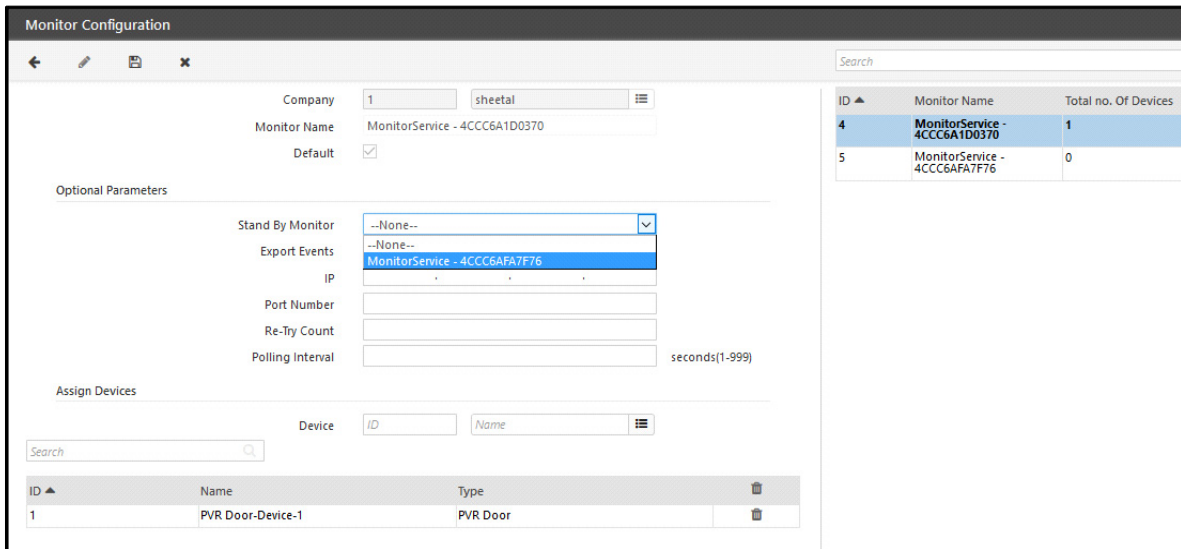 Monitor Configuration
Search
Company 1 sheetal
Monitor Name MonitorService - 4CCC6A1D0370
Default
Optional Parameters
Stand By Monitor --None--
--None--
Export Events
MonitorService - 4CCC6AFA7F76
IP . . .
Port Number
Re-Try Count
Polling Interval seconds(1-999)
Assign Devices
Device ID Name
Search
ID Name Type
1 PVR Door-Device-1 PVR Door
ID Monitor Name Total no. Of Devices
4 MonitorService - 1
4CCC6A1D0370
5 MonitorService - 0
4CCC6AFA7F76